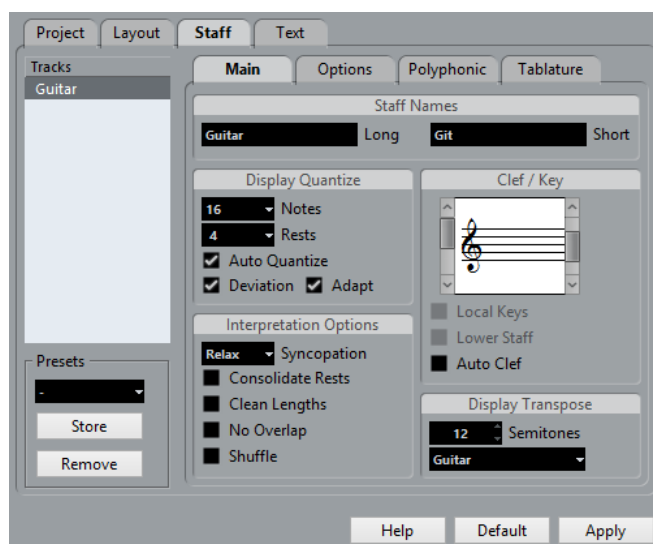 Project Layout Staff Text
Tracks
Guitar
Main Options Polyphonic Tablature
Staff Names
Guitar Long Git Short
Display Quantize
16 Notes
4 Rests
Auto Quantize
Deviation Adapt
Clef / Key
Local Keys
Lower Staff
Auto Clef
Interpretation Options
Relax Syncopation
Consolidate Rests
Clean Lengths
No Overlap
Shuffle
Display Transpose
12 Semitones
Guitar
Presets
-
Store
Remove
Help Default Apply